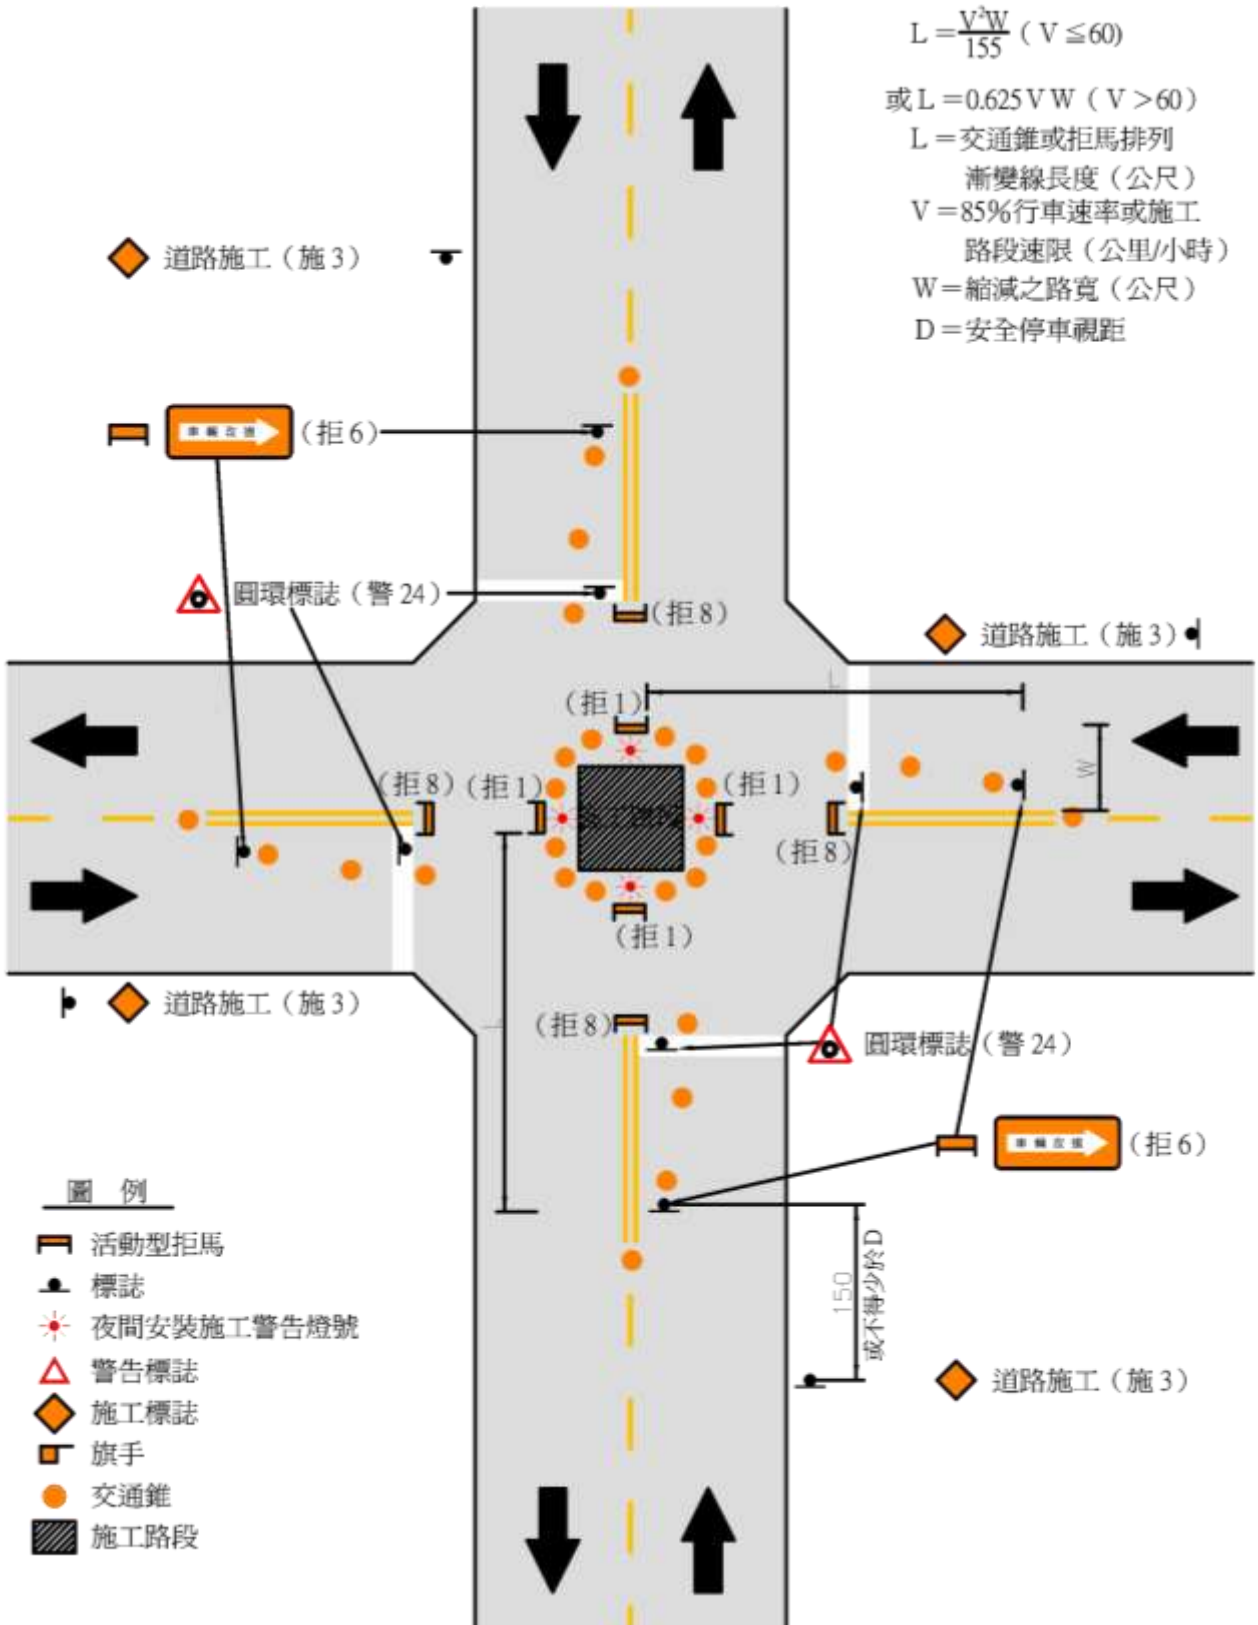 L＝V²W/155（V≦60）
或L＝0.625VW（V＞60）
L＝交通錐或拒馬排列
漸變線長度（公尺）
V＝85%行車速率或施工
路段速限（公里/小時）
W＝縮減之路寬（公尺）
D＝安全停車視距
道路施工（施3）
（拒6）
圓環標誌（警24）
（拒8）
道路施工（施3）
L
（拒1）
W
（拒8）
（拒1）
（拒1）
（拒8）
（拒1）
道路施工（施3）
（拒8）
L
圓環標誌（警24）
（拒6）
150
或不得少於D
道路施工（施3）
圖 例
活動型拒馬
標誌
夜間安裝施工警告燈號
警告標誌
施工標誌
旗手
交通錐
施工路段